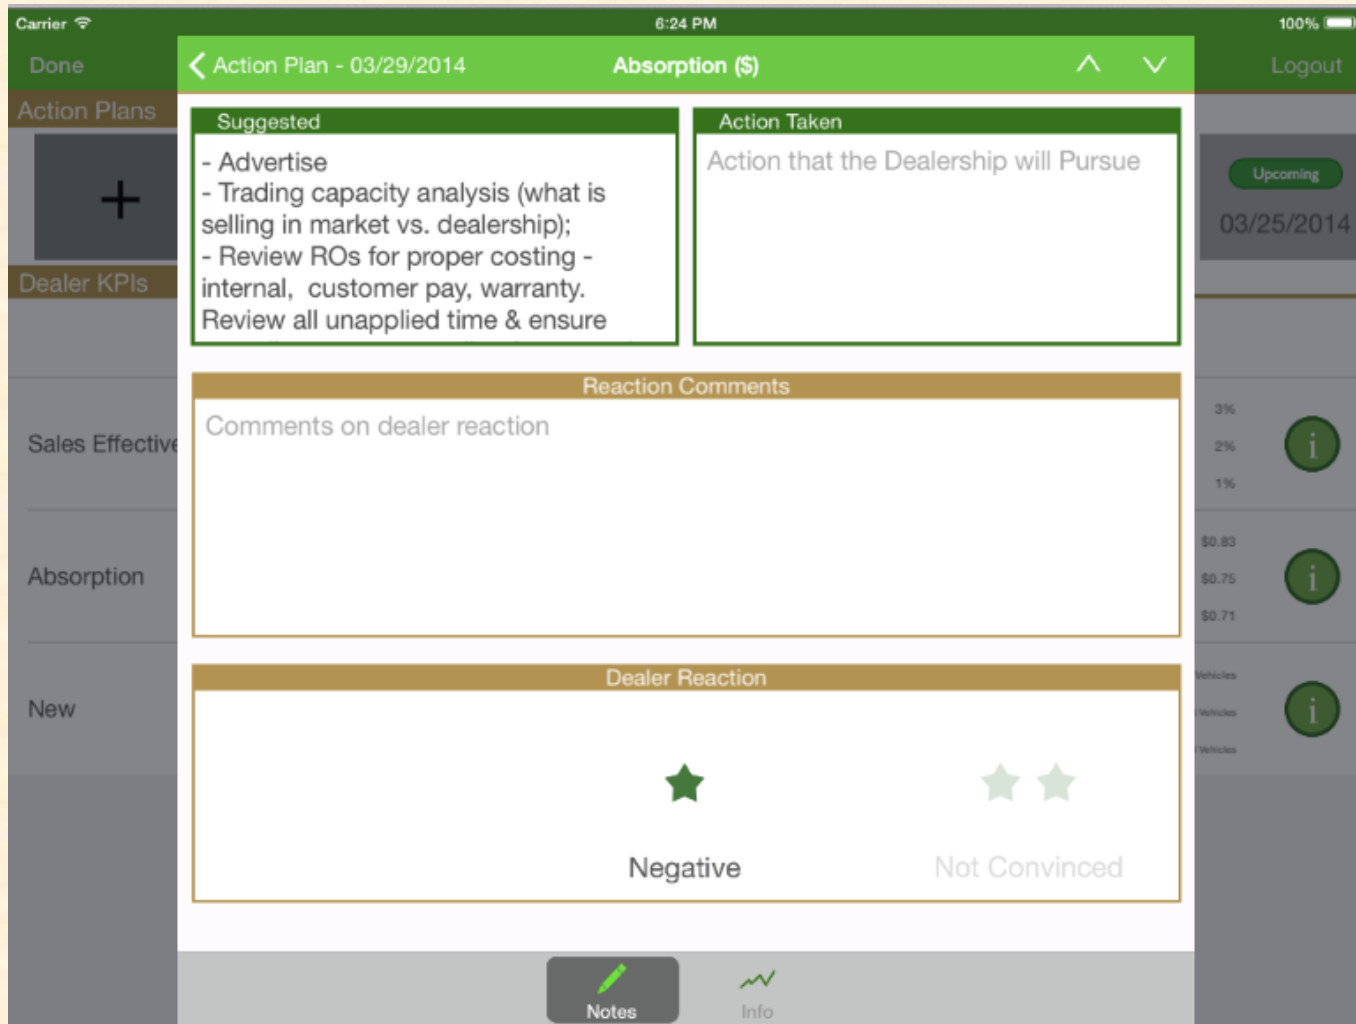 Carrier 6:24 PM 100%
Done Action Plan - 03/29/2014 Absorption ($) Logout
Action Plans
Suggested
- Advertise
- Trading capacity analysis (what is
selling in market vs. dealership);
- Review ROs for proper costing -
internal, customer pay, warranty.
Review all unapplied time & ensure
Action Taken
Action that the Dealership will Pursue
Upcoming
03/25/2014
Dealer KPIs
Reaction Comments
Comments on dealer reaction
Sales Effective
3%
2%
1%
i
Absorption
$0.83
$0.75
$0.71
i
Dealer Reaction
New
Vehicles
Vehicles
Vehicles
i
Negative
Not Convinced
Notes
Info